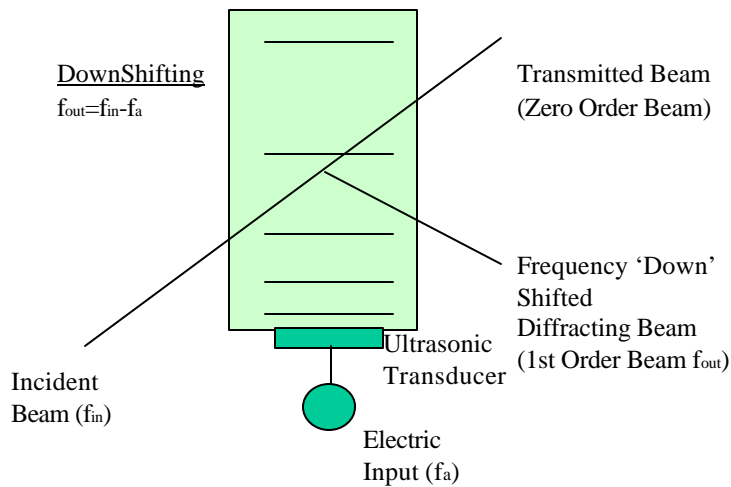 DownShifting
fout=fin-fa
Transmitted Beam
(Zero Order Beam)
Frequency ‘Down’
Shifted
Diffracting Beam
(1st Order Beam fout)
Ultrasonic
Transducer
Incident
Beam (fin)
Electric
Input (fa)